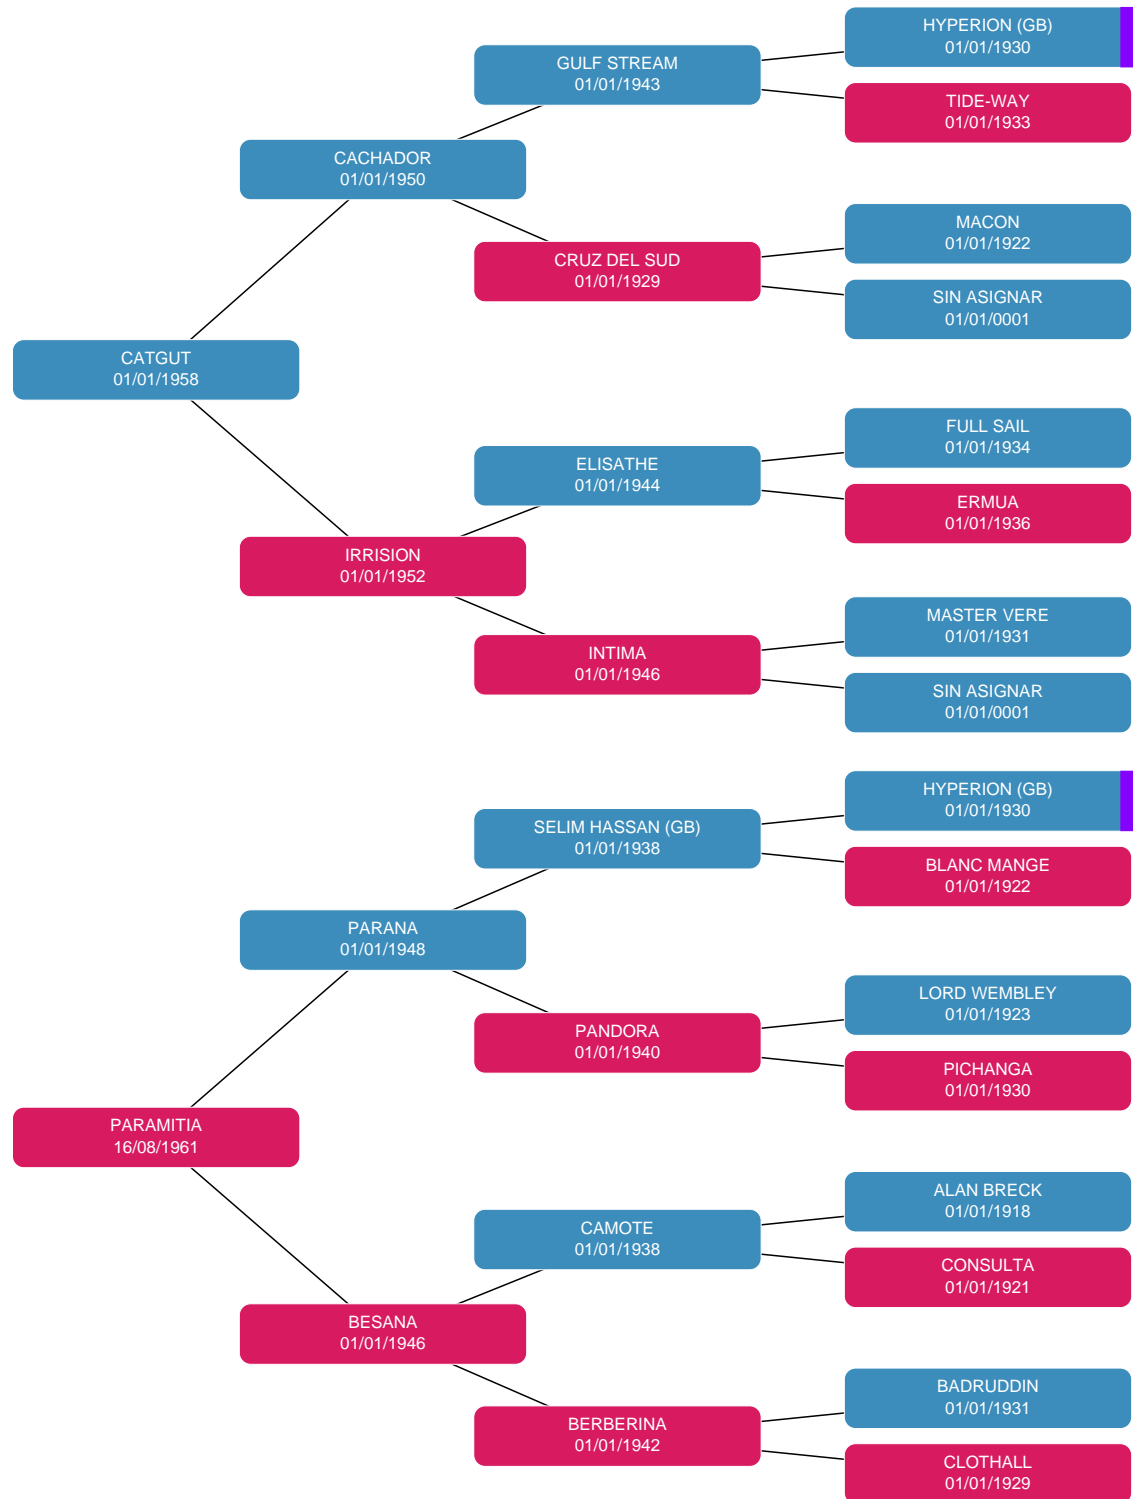 HYPERION (GB)
01/01/1930
GULF STREAM
01/01/1943
TIDE-WAY
01/01/1933
CACHADOR
01/01/1950
MACON
01/01/1922
CRUZ DEL SUD
01/01/1929
SIN ASIGNAR
01/01/0001
CATGUT
01/01/1958
FULL SAIL
01/01/1934
ELISATHE
01/01/1944
ERMUA
01/01/1936
IRRISION
01/01/1952
MASTER VERE
01/01/1931
INTIMA
01/01/1946
SIN ASIGNAR
01/01/0001
HYPERION (GB)
01/01/1930
SELIM HASSAN (GB)
01/01/1938
BLANC MANGE
01/01/1922
PARANA
01/01/1948
LORD WEMBLEY
01/01/1923
PANDORA
01/01/1940
PICHANGA
01/01/1930
PARAMITIA
16/08/1961
ALAN BRECK
01/01/1918
CAMOTE
01/01/1938
CONSULTA
01/01/1921
BESANA
01/01/1946
BADRUDDIN
01/01/1931
BERBERINA
01/01/1942
CLOTHALL
01/01/1929